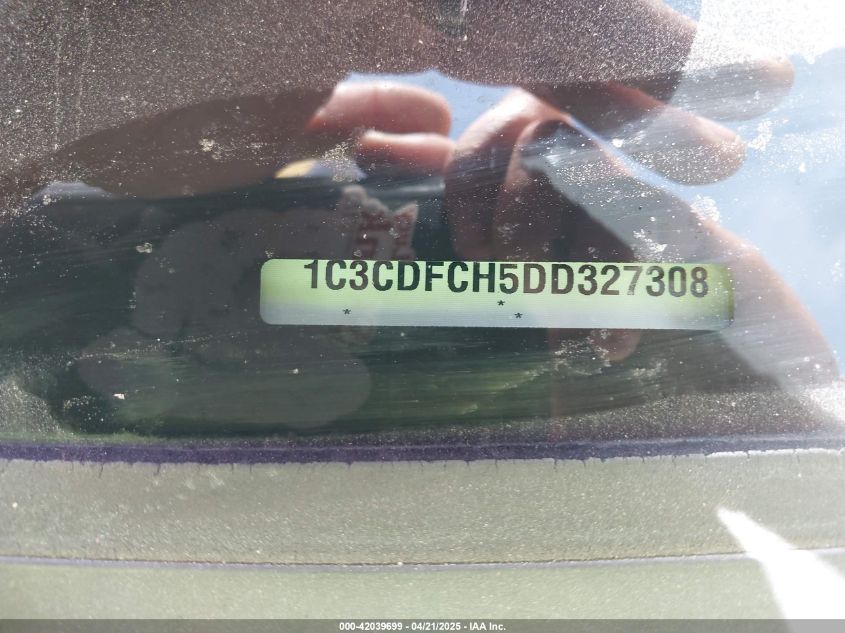 1C3CDFCH5DD327308
* * *
000-42039699 - 04/21/2025 - IAA Inc.